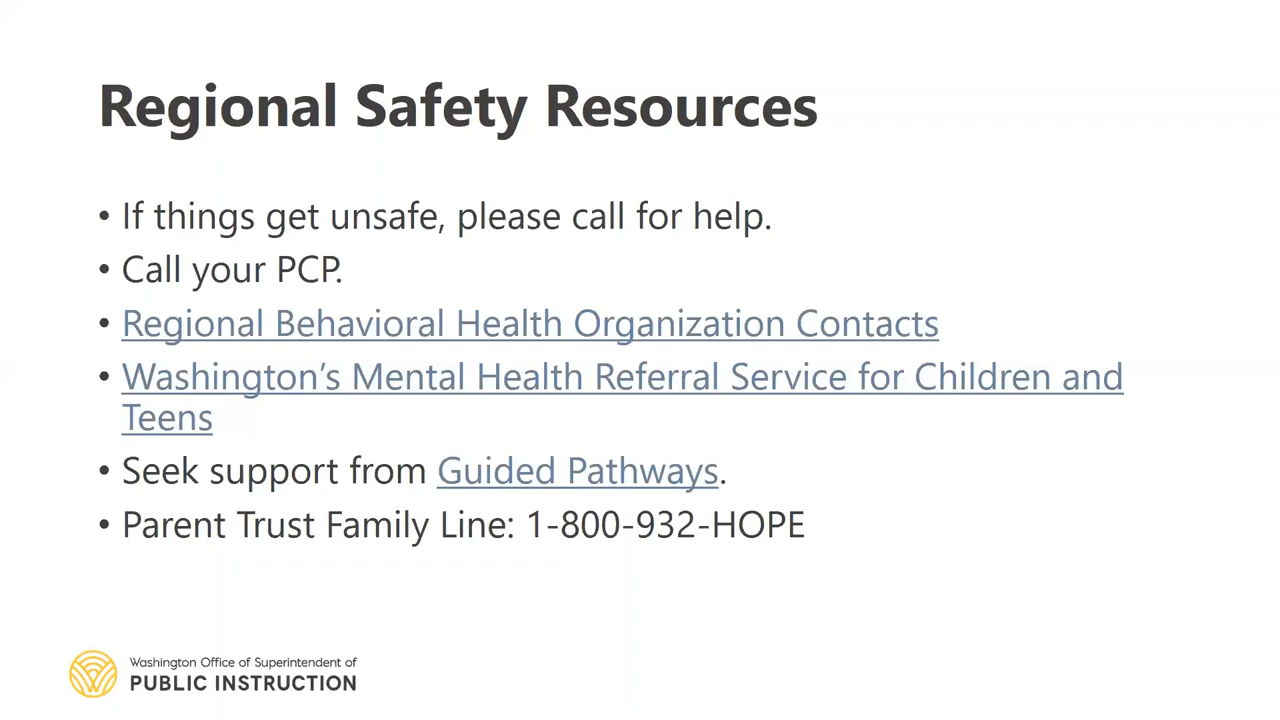 Regional Safety Resources
• If things get unsafe, please call for help.
• Call your PCP.
• Regional Behavioral Health Organization Contacts
• Washington’s Mental Health Referral Service for Children and
Teens
• Seek support from Guided Pathways.
• Parent Trust Family Line: 1-800-932-HOPE
Washington Office of Superintendent of
PUBLIC INSTRUCTION